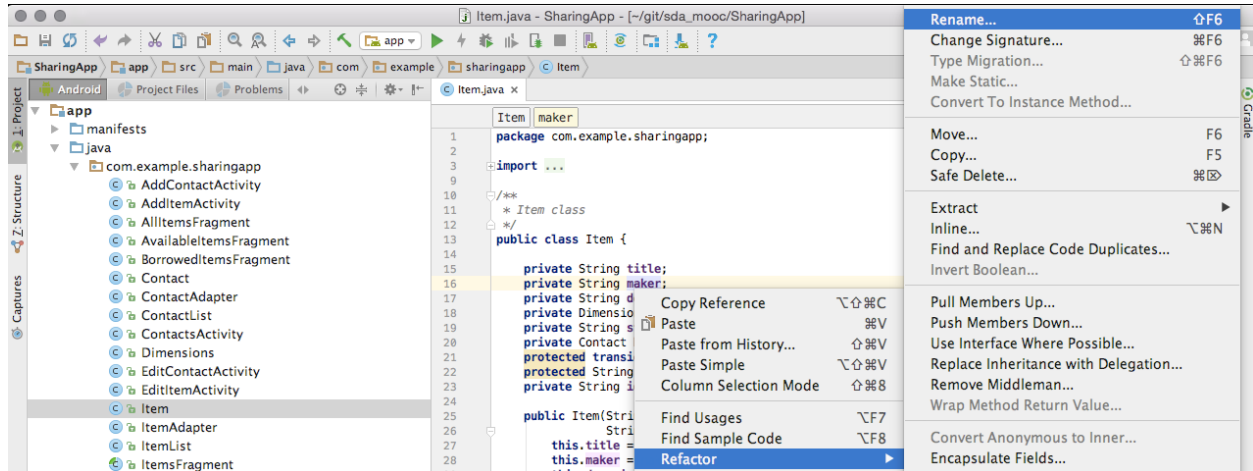 Item.java - SharingApp - [~/git/sda_mooc/SharingApp]
app
?
SharingApp app src main java com example sharingapp Item
1: Project
Z: Structure
Captures
Android Project Files Problems
app
manifests
java
com.example.sharingapp
AddContactActivity
AddItemActivity
AllItemsFragment
AvailableItemsFragment
BorrowedItemsFragment
Contact
ContactAdapter
ContactList
ContactsActivity
Dimensions
EditContactActivity
EditItemActivity
Item
ItemAdapter
ItemList
ItemsFragment
Item.java ×
Item maker
1 package com.example.sharingapp;
2
3 import ...
9
10 /**
11 * Item class
12 */
13 public class Item {
14
15 private String title;
16 private String maker;
17 private String d
18 private Dimension
19 private String s
20 private Contact
21 protected transi
22 protected String
23 private String i
24
25 public Item(Stri
26 Stri
27 this.title =
28 this.maker =
Copy Reference ⌥⇧⌘C
Paste ⌘V
Paste from History... ⇧⌘V
Paste Simple ⌥⇧⌘V
Column Selection Mode ⇧⌘8
Find Usages ⌥F7
Find Sample Code ⌥F8
Refactor
Rename... ⇧F6
Change Signature... ⌘F6
Type Migration... ⇧⌘F6
Make Static...
Convert To Instance Method...
Move... F6
Copy... F5
Safe Delete... ⌘⌦
Extract
Inline... ⌥⌘N
Find and Replace Code Duplicates...
Invert Boolean...
Pull Members Up...
Push Members Down...
Use Interface Where Possible...
Replace Inheritance with Delegation...
Remove Middleman...
Wrap Method Return Value...
Convert Anonymous to Inner...
Encapsulate Fields...
Gradle